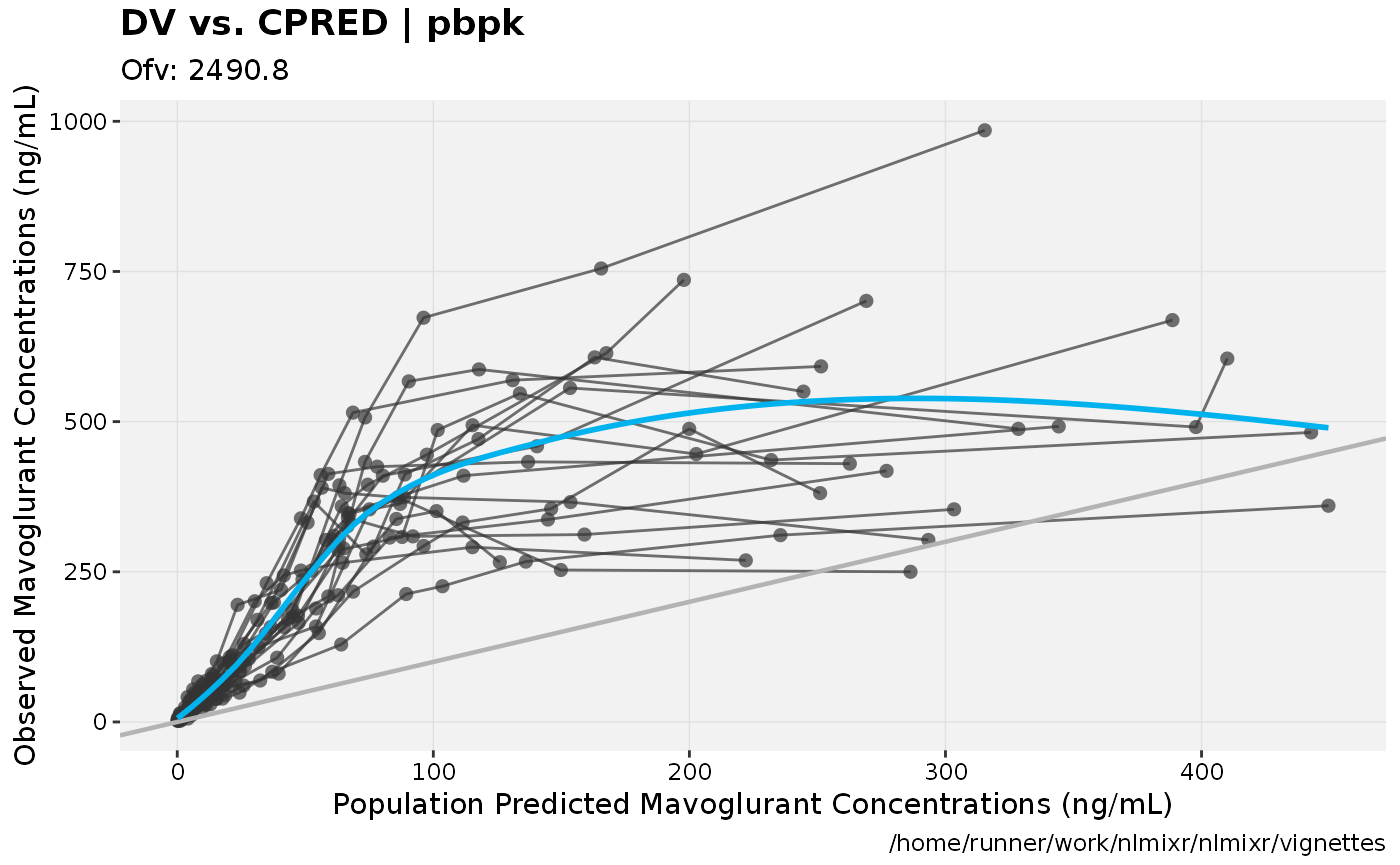 DV vs. CPRED | pbpk
Ofv: 2490.8
Observed Mavoglurant Concentrations (ng/mL)
1000
750
500
250
0
0 100 200 300 400
Population Predicted Mavoglurant Concentrations (ng/mL)
/home/runner/work/nlmixr/nlmixr/vignettes